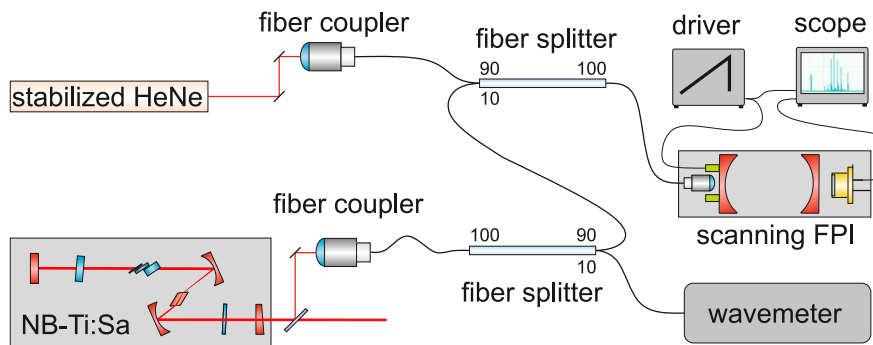 fiber coupler
driver
scope
fiber splitter
90
100
10
stabilized HeNe
fiber coupler
scanning FPI
100
90
10
fiber splitter
NB-Ti:Sa
wavemeter